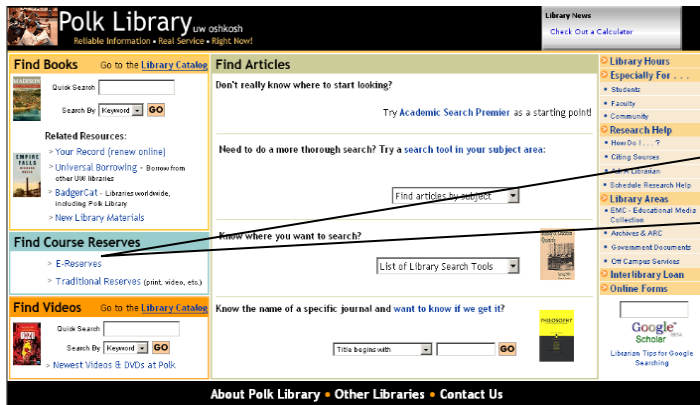 Polk Library uw oshkosh
Reliable Information • Real Service • Right Now!
Library News
Check Out a Calculator
Find Books Go to the Library Catalog
MADISON
Quick Search
Search By Keyword GO
Related Resources:
> Your Record (renew online)
> Universal Borrowing - Borrow from
other UW libraries
> BadgerCat - Libraries worldwide,
including Polk Library
> New Library Materials
EMPIRE
FALLS
Find Course Reserves
> E-Reserves
> Traditional Reserves (print, video, etc.)
Find Videos Go to the Library Catalog
Quick Search
Search By Keyword GO
> Newest Videos & DVDs at Polk
Find Articles
Don't really know where to start looking?
Try Academic Search Premier as a starting point!
Need to do a more thorough search? Try a search tool in your subject area:
Find articles by subject
Know where you want to search?
List of Library Search Tools
Know the name of a specific journal and want to know if we get it?
Title begins with GO
PHILOSOPHY
Library Hours
Especially For . . .
• Students
• Faculty
• Community
Research Help
• How Do I . . . ?
• Citing Sources
• Ask A Librarian
• Schedule Research Help
Library Areas
• EMC - Educational Media
Collection
• Archives & ARC
• Government Documents
• Off Campus Services
Interlibrary Loan
Online Forms
Google™
Scholar BETA
Librarian Tips for Google
Searching
About Polk Library • Other Libraries • Contact Us